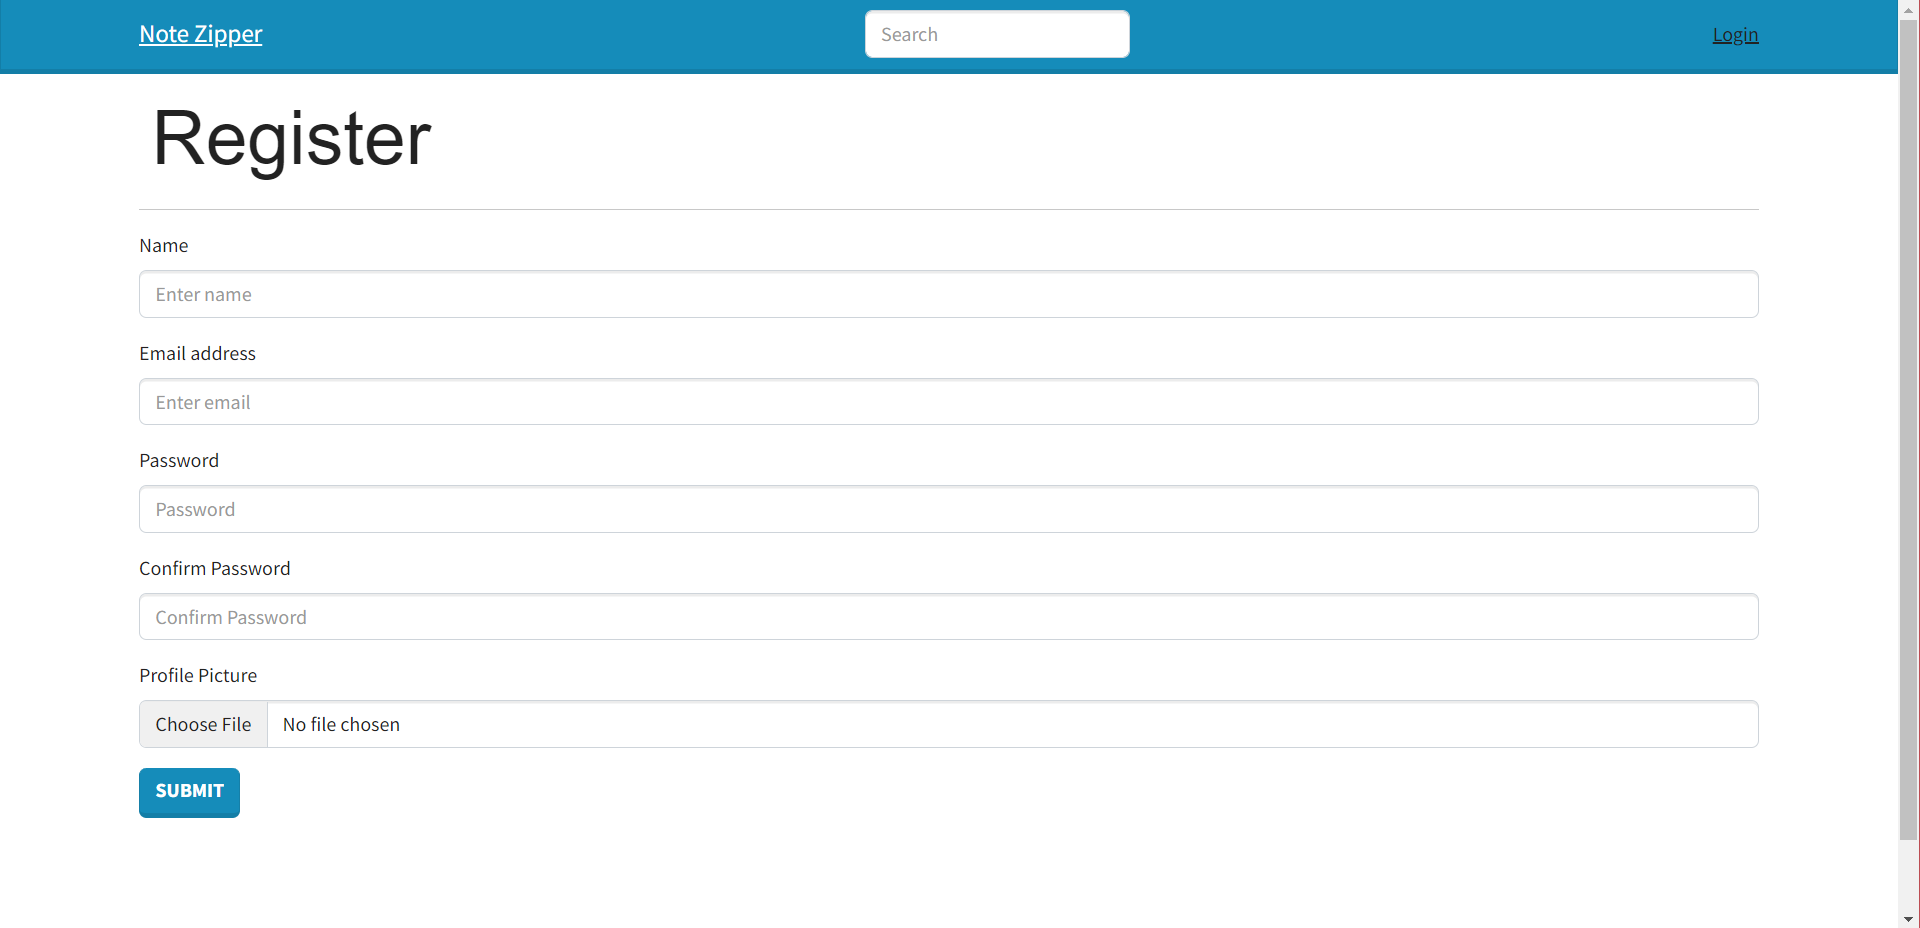 Note Zipper
Search
Login
Register
Name
Enter name
Email address
Enter email
Password
Password
Confirm Password
Confirm Password
Profile Picture
Choose File No file chosen
SUBMIT